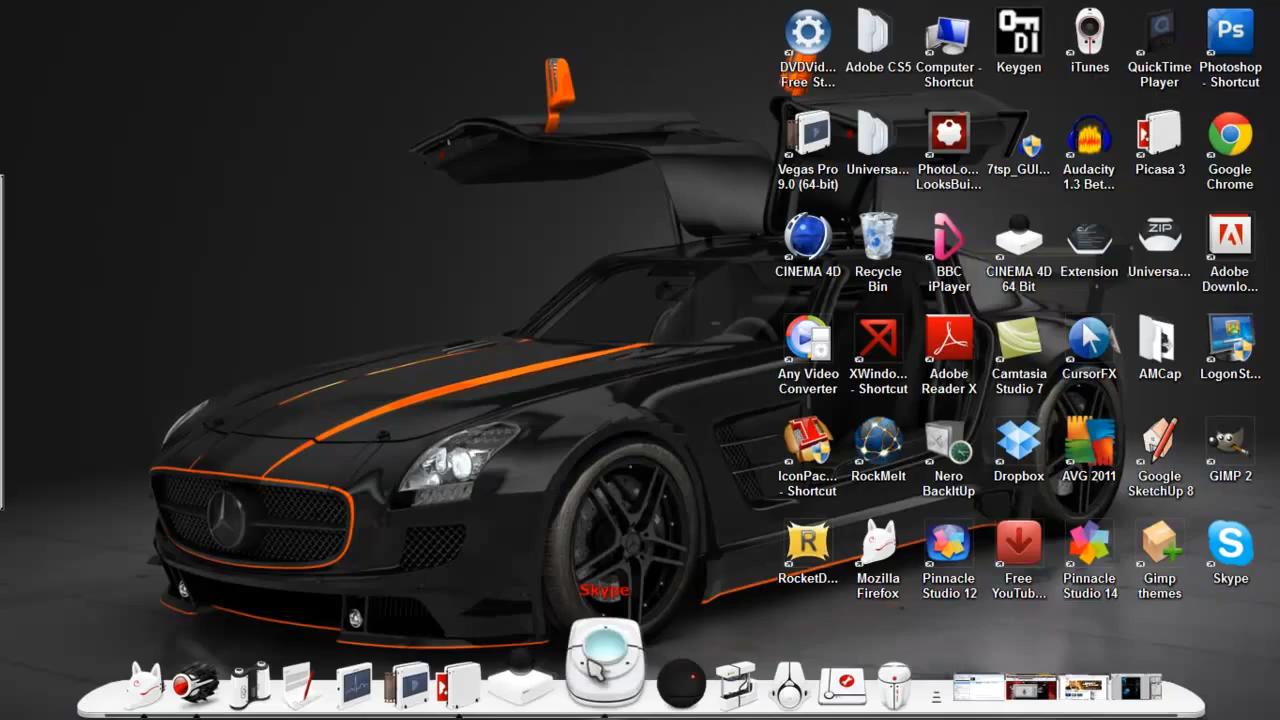 DVDVid...
Free St...
Adobe CS5
Computer -
Shortcut
Keygen
iTunes
QuickTime
Player
Photoshop
- Shortcut
Vegas Pro
9.0 (64-bit)
Universa...
PhotoLo...
LooksBui...
7tsp_GUI...
Audacity
1.3 Bet...
Picasa 3
Google
Chrome
CINEMA 4D
Recycle
Bin
BBC
iPlayer
CINEMA 4D
64 Bit
Extension
Universa...
Adobe
Downlo...
Any Video
Converter
XWindo...
- Shortcut
Adobe
Reader X
Camtasia
Studio 7
CursorFX
AMCap
LogonSt...
IconPac...
- Shortcut
RockMelt
Nero
BackItUp
Dropbox
AVG 2011
Google
SketchUp 8
GIMP 2
RocketD...
Mozilla
Firefox
Pinnacle
Studio 12
Free
YouTub...
Pinnacle
Studio 14
Gimp
themes
Skype
Skype